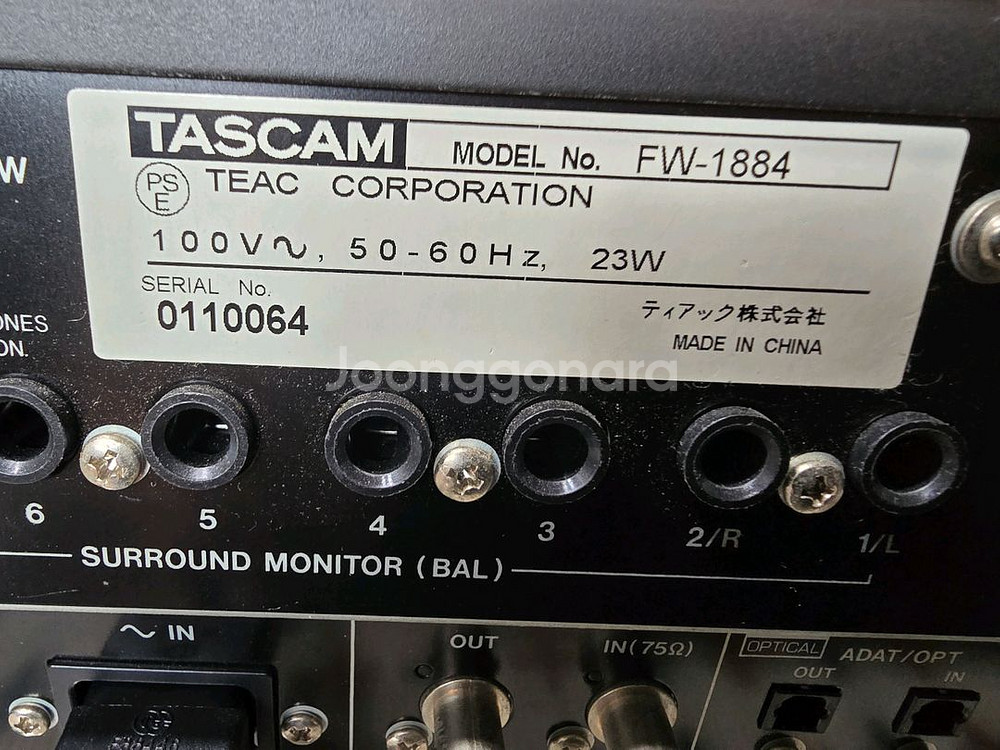 TASCAM MODEL No. FW-1884
PS E TEAC CORPORATION
100V∿, 50-60Hz, 23W
SERIAL No.
0110064
ティアック株式会社
MADE IN CHINA
Joonggonara
W
ONES
ON.
6 5 4 3 2/R 1/L
SURROUND MONITOR (BAL)
∿ IN
OUT
IN(75Ω)
OPTICAL ADAT/OPT
OUT IN